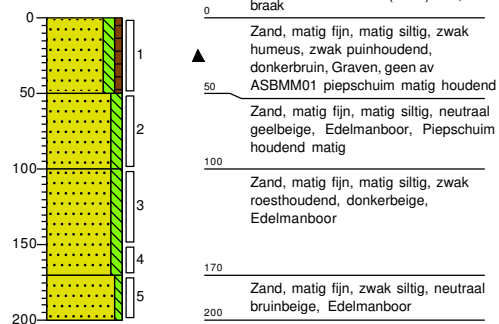 braak
0
0
Zand, matig fijn, matig siltig, zwak
humeus, zwak puinhoudend,
donkerbruin, Graven, geen av
ASBMM01 piepschuim matig houdend
1
50
50
Zand, matig fijn, matig siltig, neutraal
geelbeige, Edelmanboor, Piepschuim
houdend matig
2
100
100
Zand, matig fijn, matig siltig, zwak
roesthoudend, donkerbeige,
Edelmanboor
3
150
4
170
Zand, matig fijn, zwak siltig, neutraal
bruinbeige, Edelmanboor
5
200
200